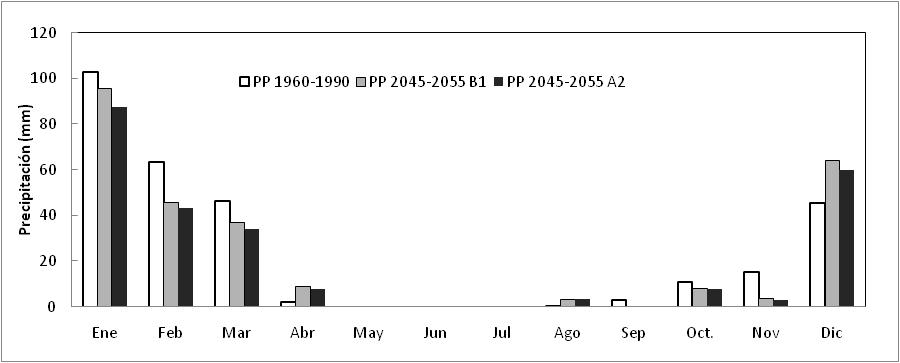 120
100
80
60
40
20
0
Precipitación (mm)
PP 1960-1990 PP 2045-2055 B1 PP 2045-2055 A2
Ene Feb Mar Abr May Jun Jul Ago Sep Oct. Nov Dic